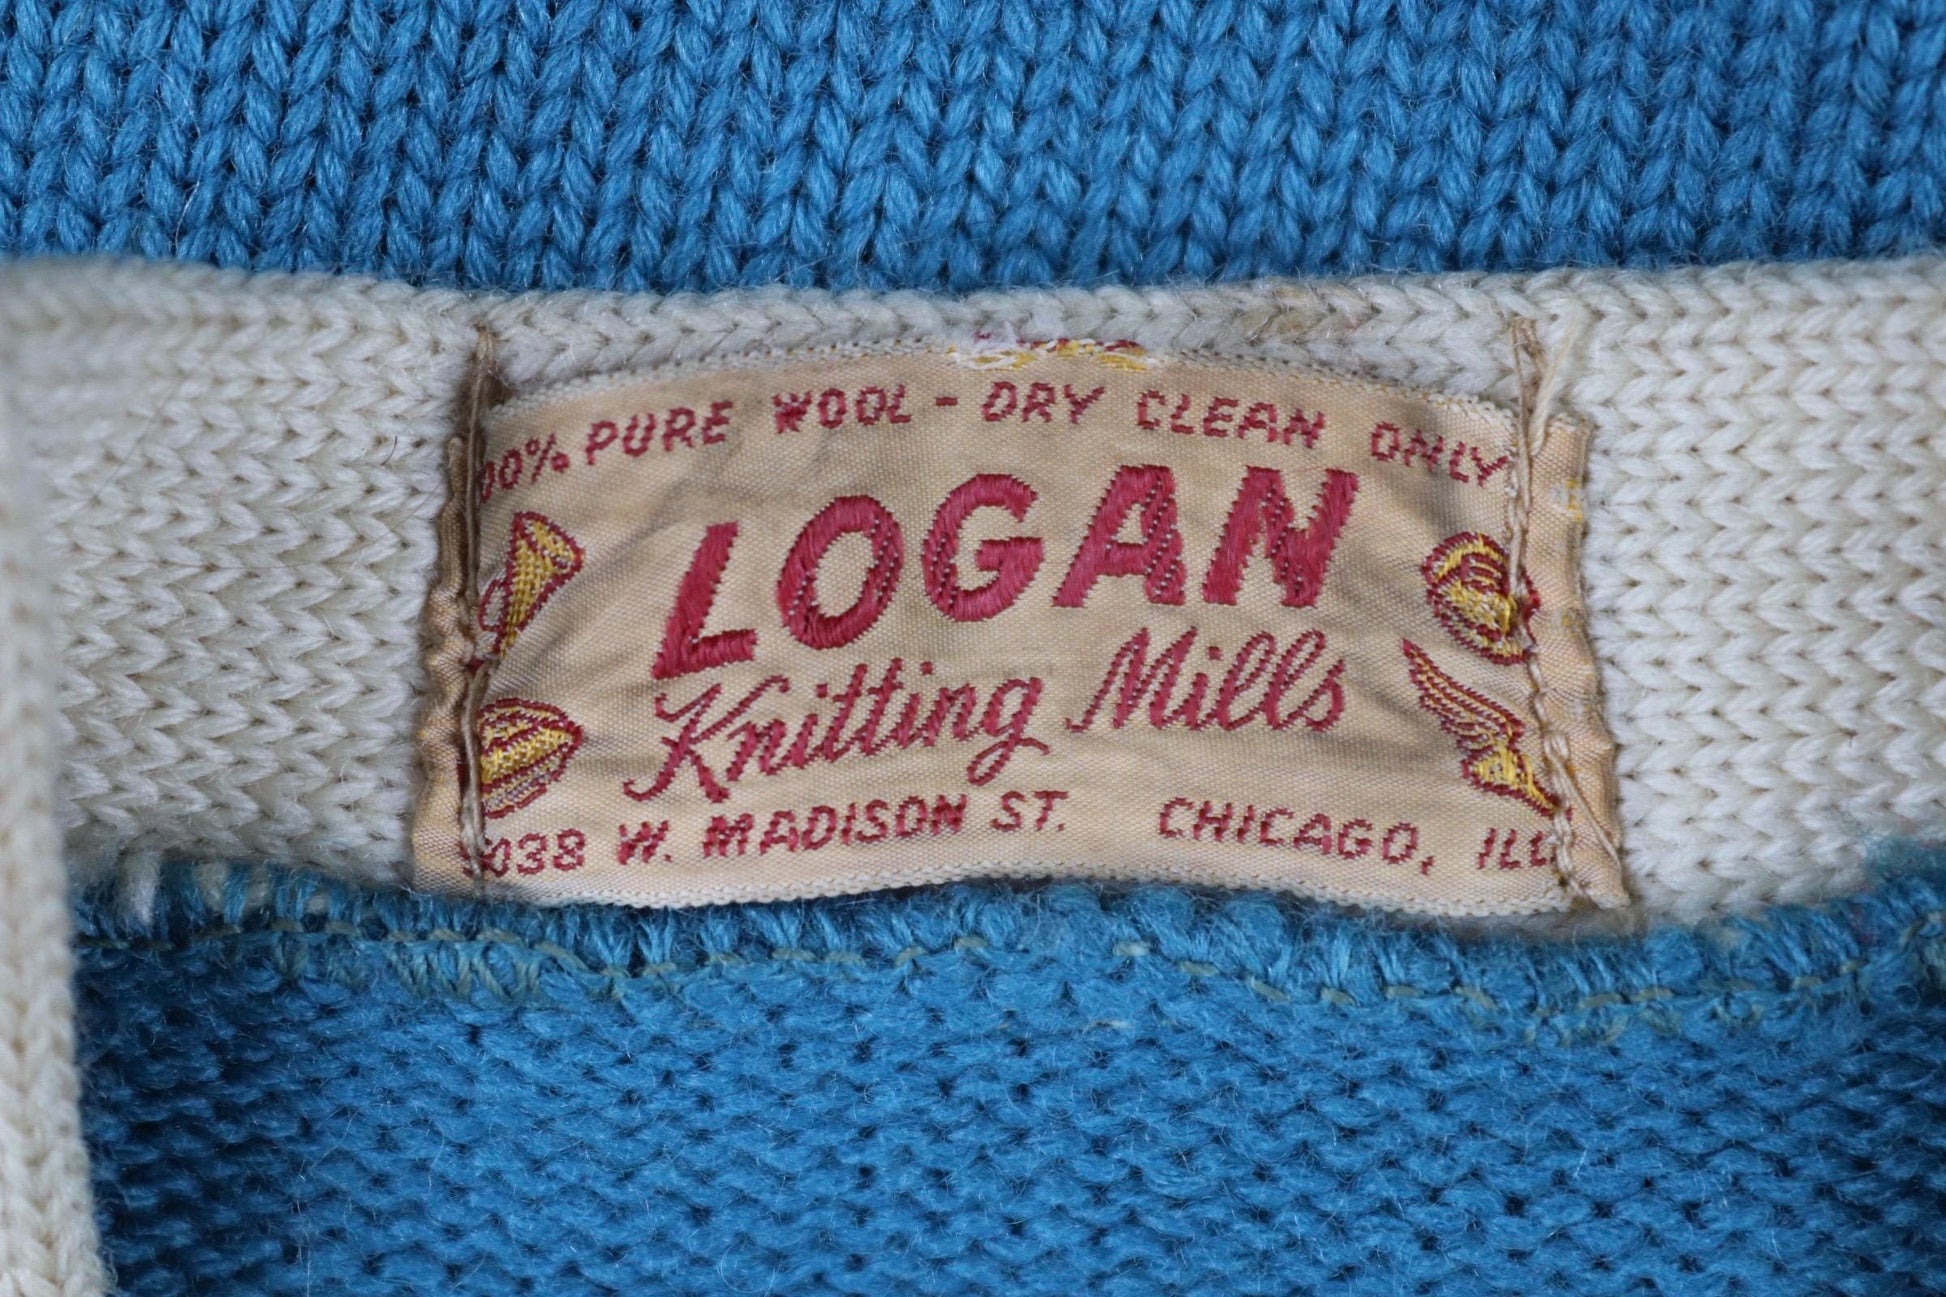 00% PURE WOOL - DRY CLEAN ONLY
LOGAN
Knitting Mills
038 W. MADISON ST. CHICAGO, ILL